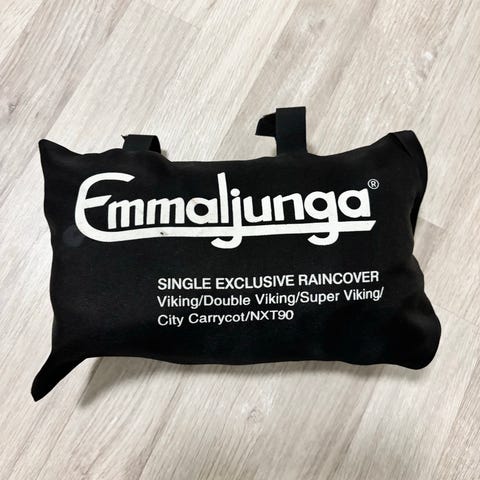 Emmaljunga®
SINGLE EXCLUSIVE RAINCOVER
Viking/Double Viking/Super Viking/
City Carrycot/NXT90